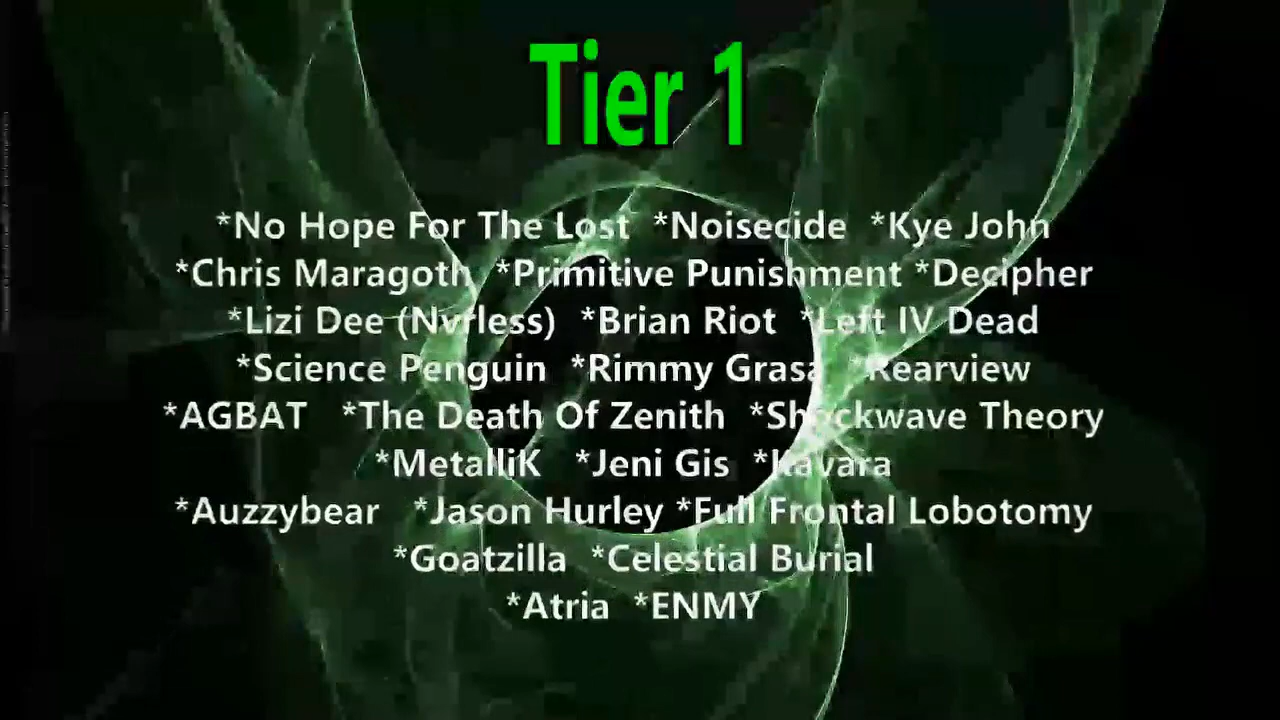 Tier 1
*No Hope For The Lost *Noisecide *Kye John
*Chris Maragoth *Primitive Punishment *Decipher
*Lizi Dee (Nvrless) *Brian Riot *Left IV Dead
*Science Penguin *Rimmy Grasa *Rearview
*AGBAT *The Death Of Zenith *Shockwave Theory
*MetalliK *Jeni Gis *Kavara
*Auzzybear *Jason Hurley *Full Frontal Lobotomy
*Goatzilla *Celestial Burial
*Atria *ENMY